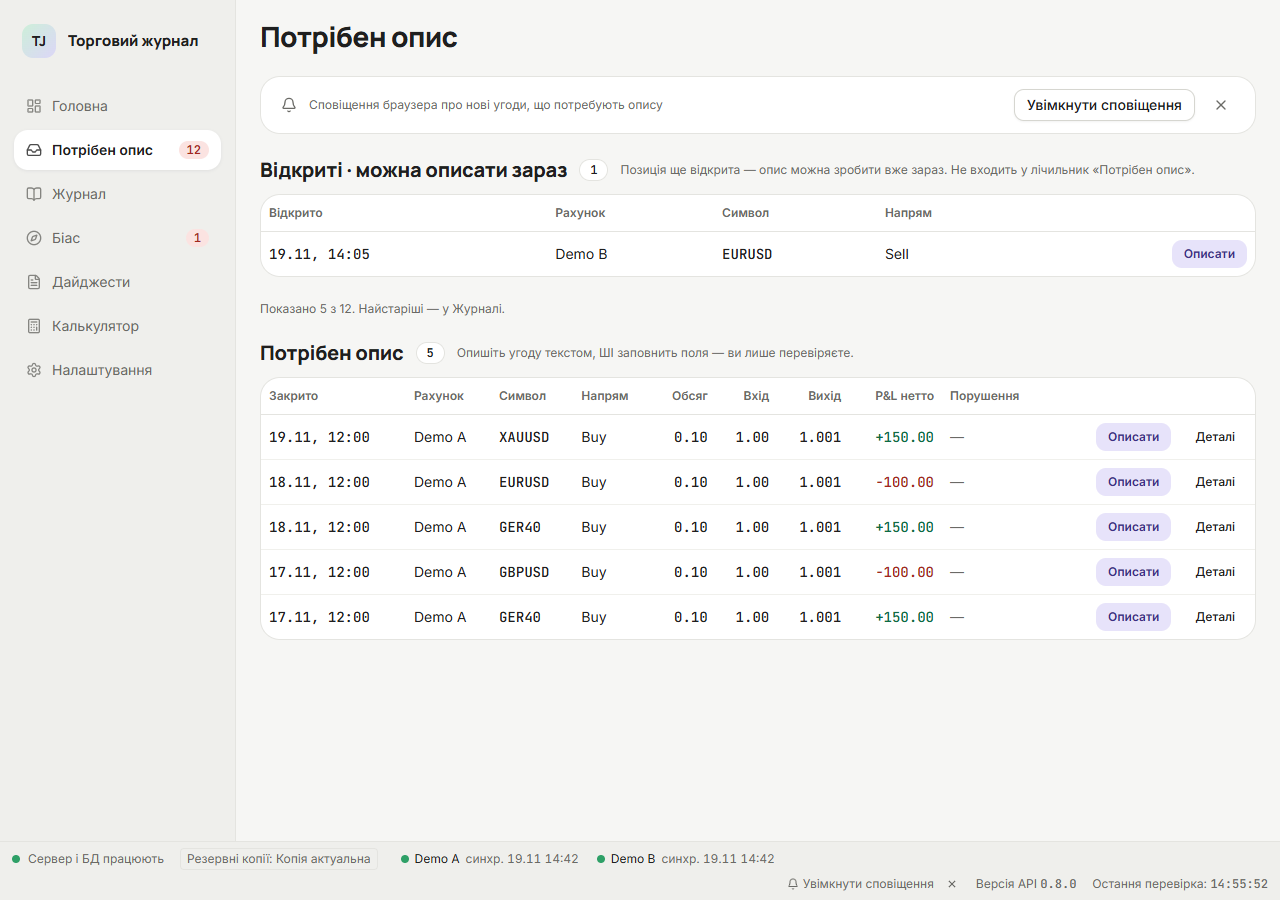 TJ Торговий журнал
Головна
Потрібен опис 12
Журнал
Біас 1
Дайджести
Калькулятор
Налаштування
Потрібен опис
Сповіщення браузера про нові угоди, що потребують опису Увімкнути сповіщення
Відкриті · можна описати зараз 1 Позиція ще відкрита — опис можна зробити вже зараз. Не входить у лічильник «Потрібен опис».
Відкрито Рахунок Символ Напрям
19.11, 14:05 Demo B EURUSD Sell Описати
Показано 5 з 12. Найстаріші — у Журналі.
Потрібен опис 5 Опишіть угоду текстом, ШІ заповнить поля — ви лише перевіряєте.
Закрито Рахунок Символ Напрям Обсяг Вхід Вихід P&L нетто Порушення
19.11, 12:00 Demo A XAUUSD Buy 0.10 1.00 1.001 +150.00 — Описати Деталі
18.11, 12:00 Demo A EURUSD Buy 0.10 1.00 1.001 -100.00 — Описати Деталі
18.11, 12:00 Demo A GER40 Buy 0.10 1.00 1.001 +150.00 — Описати Деталі
17.11, 12:00 Demo A GBPUSD Buy 0.10 1.00 1.001 -100.00 — Описати Деталі
17.11, 12:00 Demo A GER40 Buy 0.10 1.00 1.001 +150.00 — Описати Деталі
Сервер і БД працюють Резервні копії: Копія актуальна Demo A синхр. 19.11 14:42 Demo B синхр. 19.11 14:42
Увімкнути сповіщення Версія API 0.8.0 Остання перевірка: 14:55:52